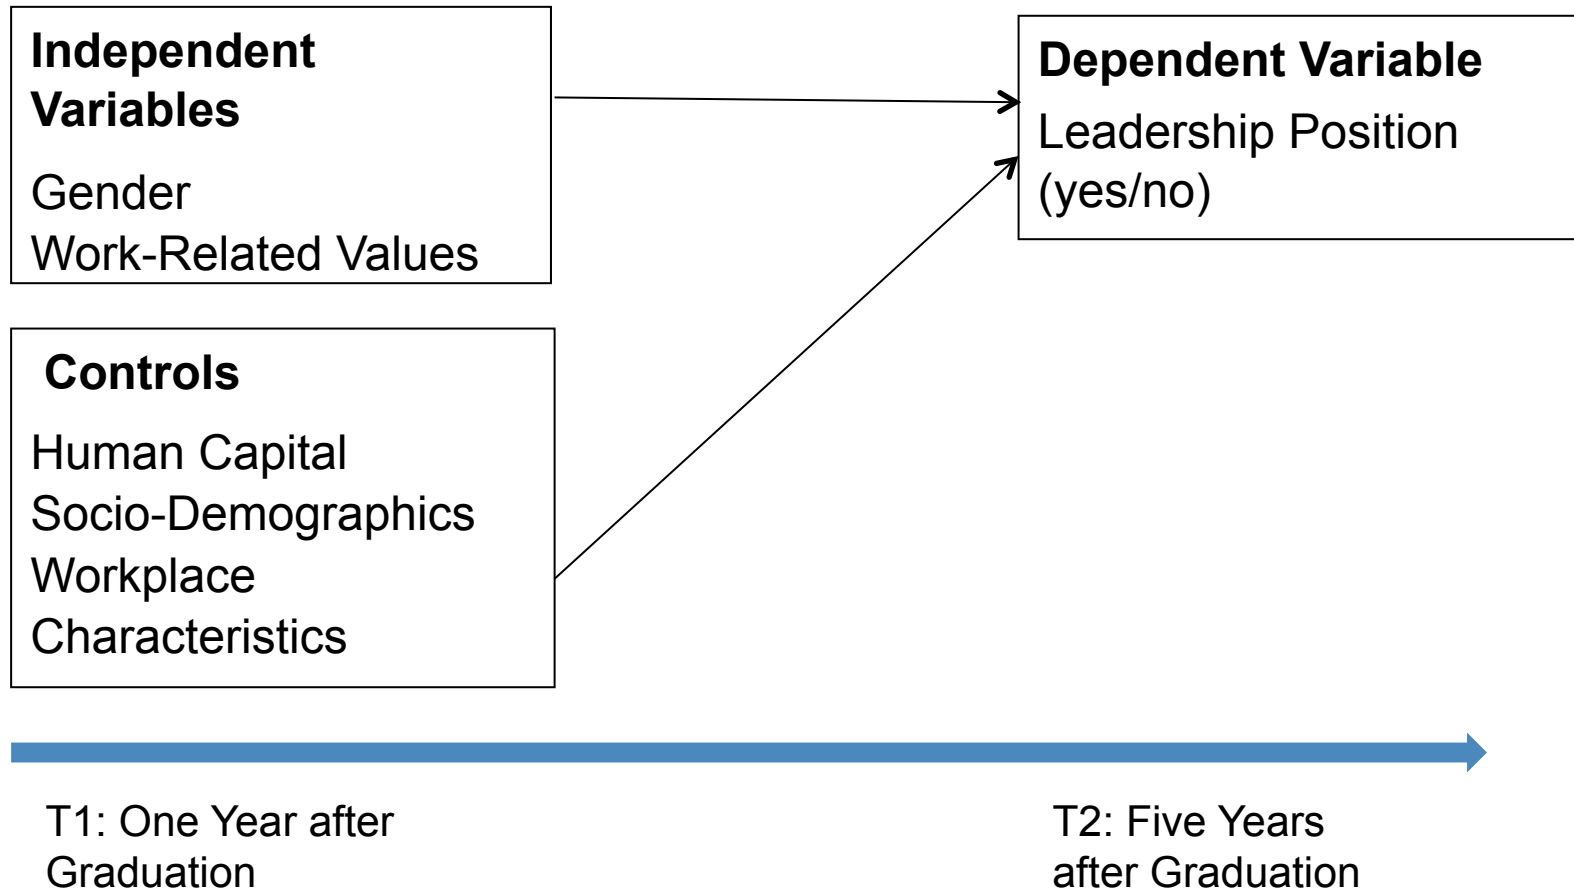 Independent
Variables
Gender
Work-Related Values
Dependent Variable
Leadership Position
(yes/no)
Controls
Human Capital
Socio-Demographics
Workplace
Characteristics
T1: One Year after
Graduation
T2: Five Years
after Graduation